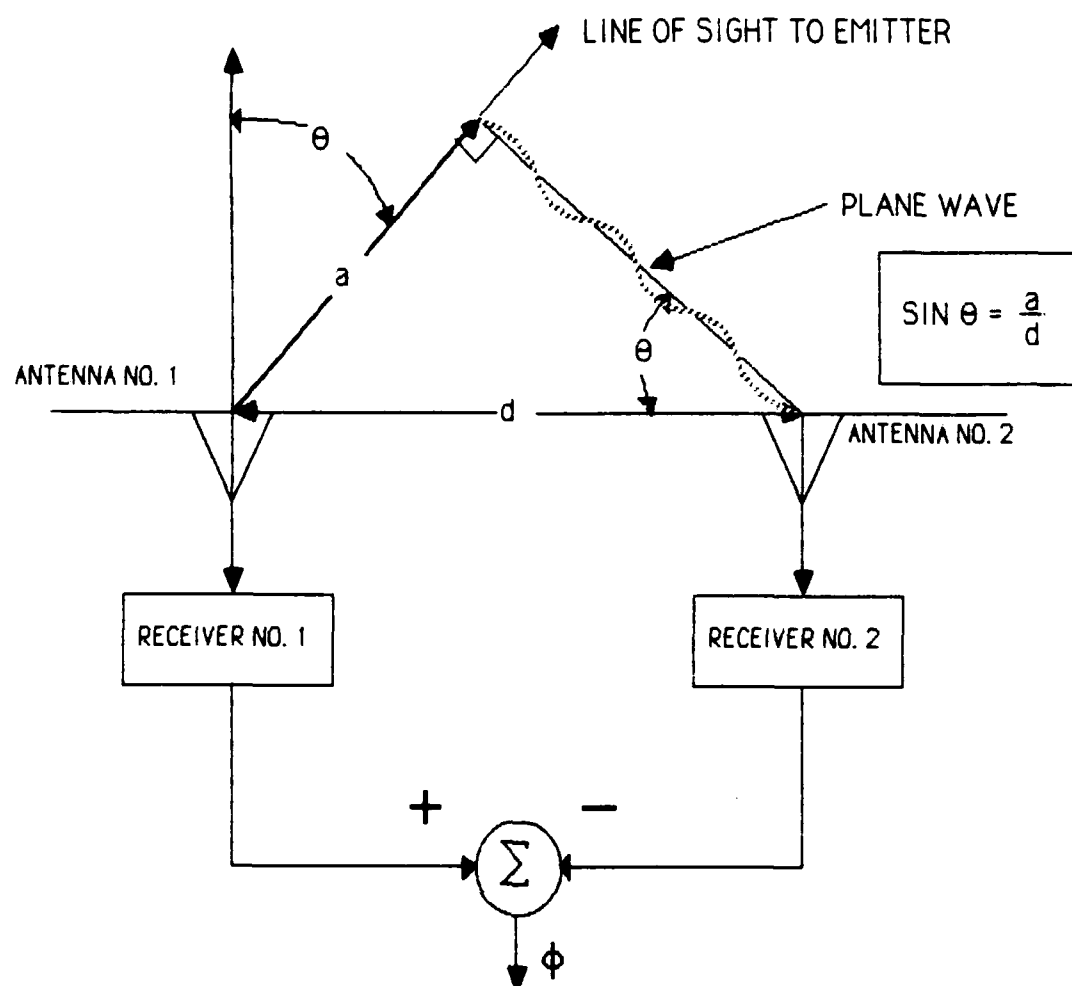 LINE OF SIGHT TO EMITTER
θ
PLANE WAVE
a
SIN θ = a/d
θ
ANTENNA NO. 1
d
ANTENNA NO. 2
RECEIVER NO. 1
RECEIVER NO. 2
+
−
Σ
ϕ